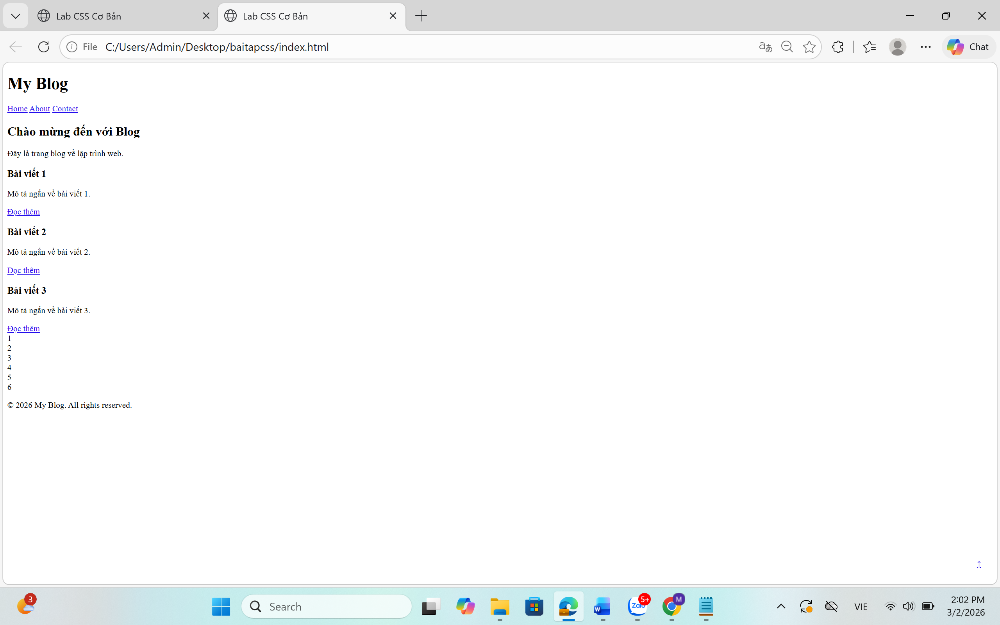 Lab CSS Cơ Bản
Lab CSS Cơ Bản
File C:/Users/Admin/Desktop/baitapcss/index.html
Chat
My Blog
Home About Contact
Chào mừng đến với Blog
Đây là trang blog về lập trình web.
Bài viết 1
Mô tả ngắn về bài viết 1.
Đọc thêm
Bài viết 2
Mô tả ngắn về bài viết 2.
Đọc thêm
Bài viết 3
Mô tả ngắn về bài viết 3.
Đọc thêm
1
2
3
4
5
6
© 2026 My Blog. All rights reserved.
↑
3
Search
W
Zalo
5+
M
VIE
2:02 PM
3/2/2026